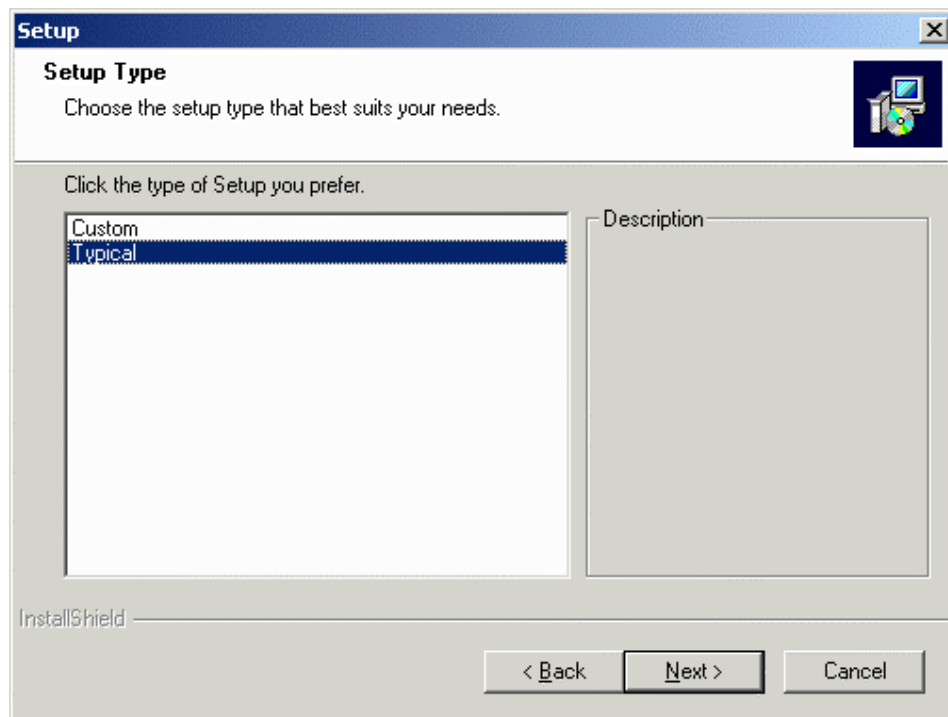 Setup
Setup Type
Choose the setup type that best suits your needs.
Click the type of Setup you prefer.
Custom
Typical
Description
InstallShield
< Back
Next >
Cancel